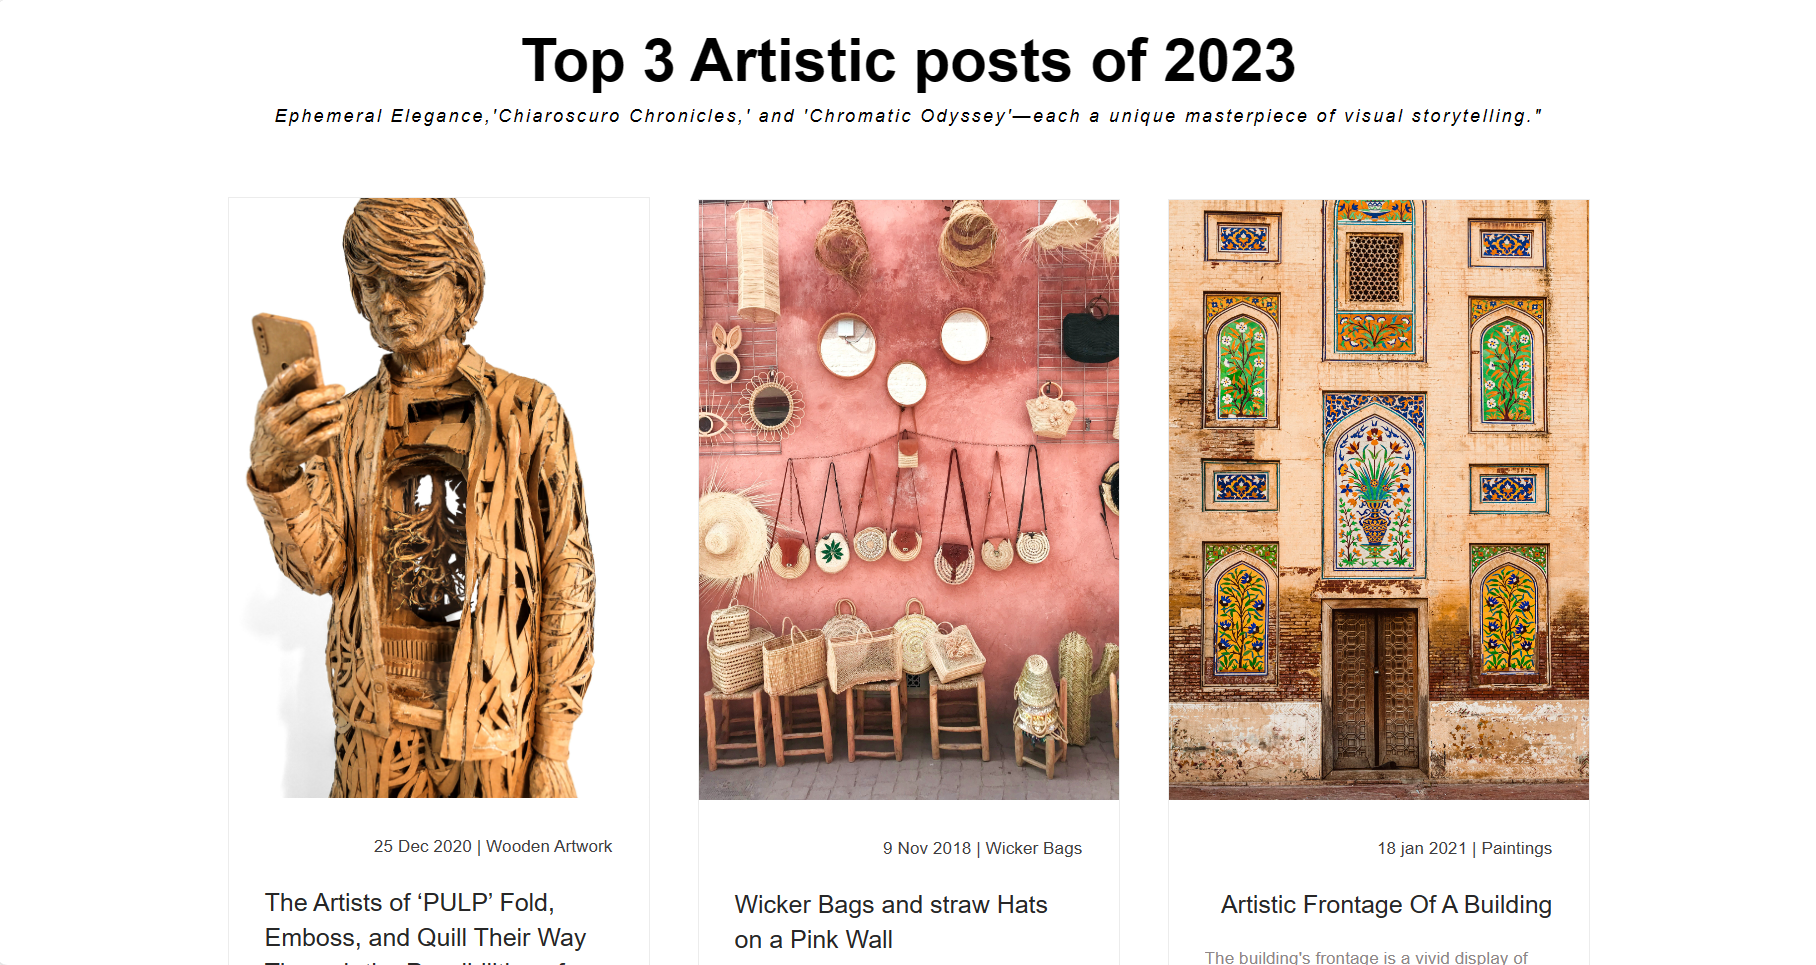 Top 3 Artistic posts of 2023
Ephemeral Elegance,'Chiaroscuro Chronicles,' and 'Chromatic Odyssey'—each a unique masterpiece of visual storytelling."
25 Dec 2020 | Wooden Artwork
The Artists of ‘PULP’ Fold,
Emboss, and Quill Their Way
9 Nov 2018 | Wicker Bags
Wicker Bags and straw Hats
on a Pink Wall
18 jan 2021 | Paintings
Artistic Frontage Of A Building
The building's frontage is a vivid display of